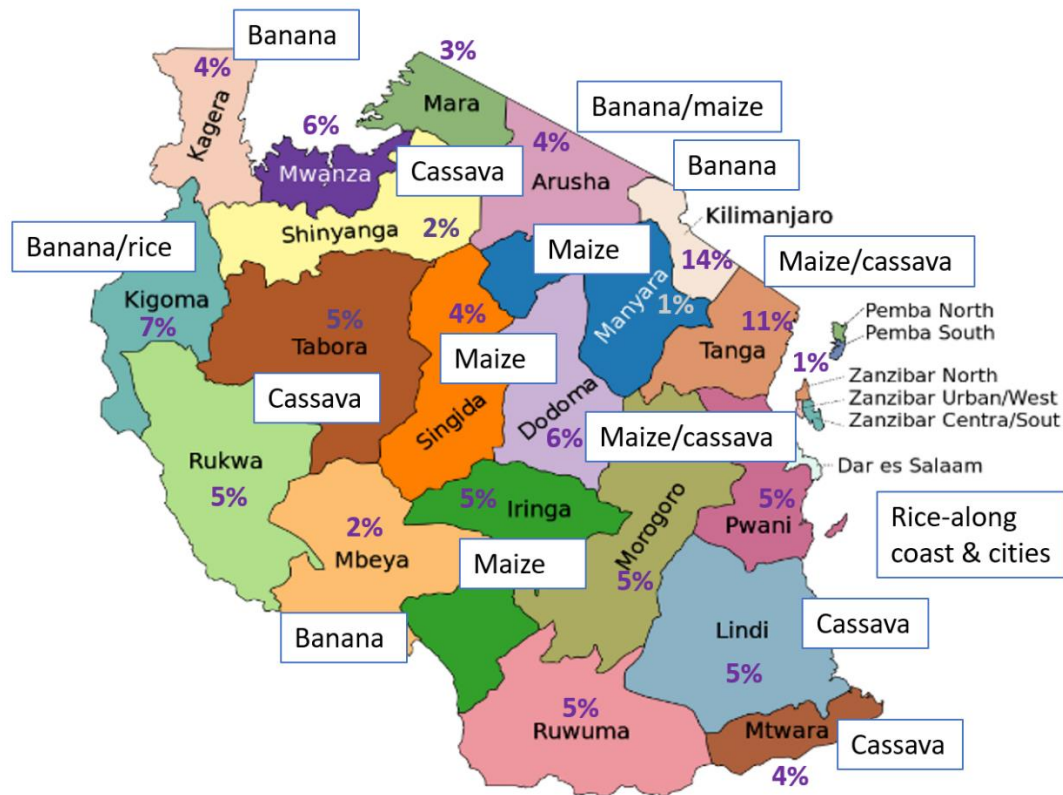 Banana
4%
Kagera
3%
Mara
6%
Mwanza
Cassava
Banana/maize
4%
Arusha
Banana
Kilimanjaro
14%
Shinyanga
2%
Banana/rice
Kigoma
7%
Maize
Manyara
1%
Maize/cassava
11%
Tanga
5%
Tabora
4%
Singida
Maize
Dodoma
6%
Pemba North
Pemba South
1%
Zanzibar North
Zanzibar Urban/West
Zanzibar Centra/Sout
Cassava
Maize/cassava
Dar es Salaam
Rukwa
5%
2%
Mbeya
5%
Iringa
Maize
Morogoro
5%
5%
Pwani
Rice-along
coast & cities
Banana
Lindi
5%
Cassava
5%
Ruwuma
Mtwara
4%
Cassava